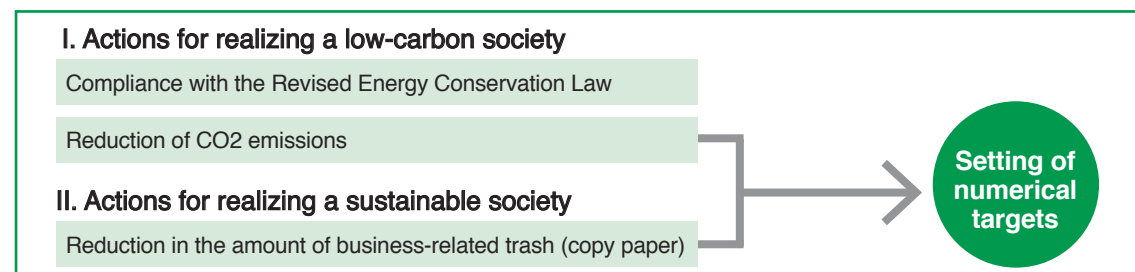 I. Actions for realizing a low-carbon society
Compliance with the Revised Energy Conservation Law
Reduction of CO2 emissions
II. Actions for realizing a sustainable society
Reduction in the amount of business-related trash (copy paper)
Setting of
numerical
targets